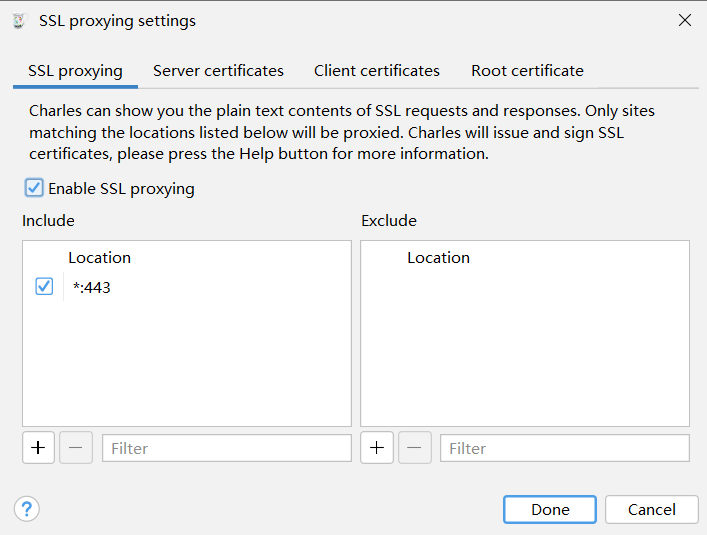 SSL proxying settings
SSL proxying Server certificates Client certificates Root certificate
Charles can show you the plain text contents of SSL requests and responses. Only sites
matching the locations listed below will be proxied. Charles will issue and sign SSL
certificates, please press the Help button for more information.
Enable SSL proxying
Include Exclude
Location Location
*:443
Filter Filter
? Done Cancel